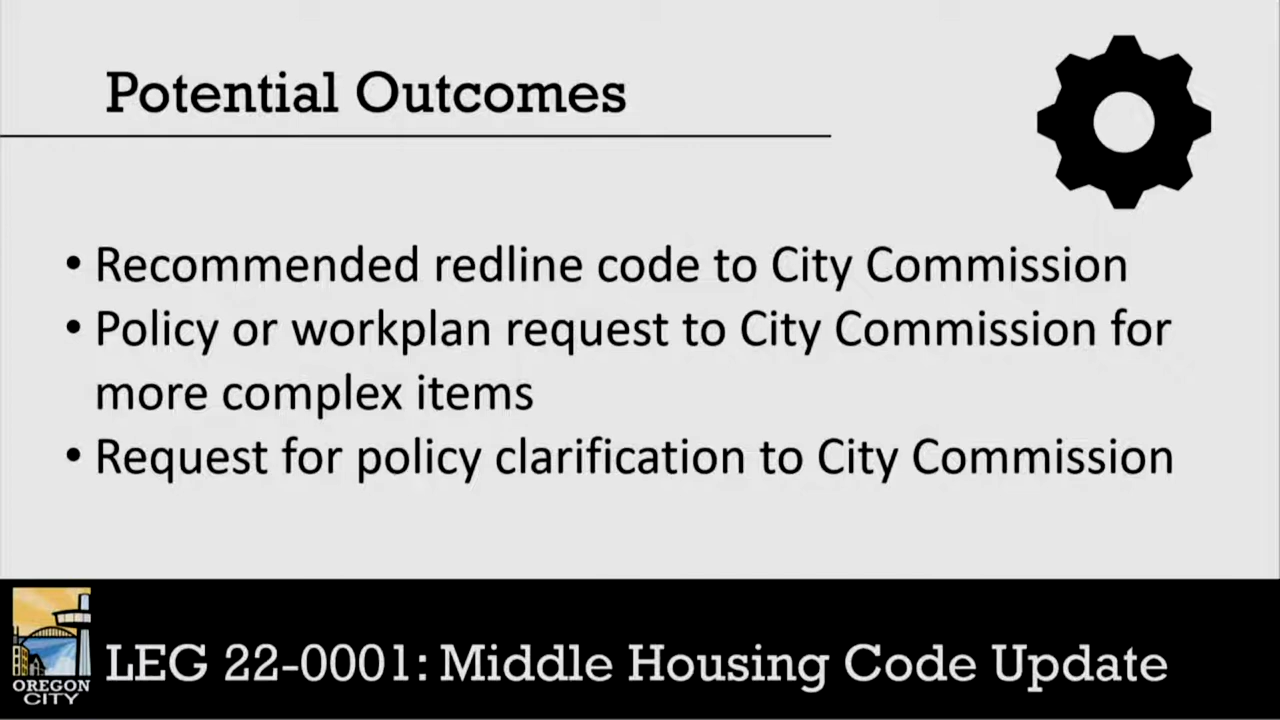 Potential Outcomes
• Recommended redline code to City Commission
• Policy or workplan request to City Commission for
more complex items
• Request for policy clarification to City Commission
OREGON
CITY
LEG 22-0001: Middle Housing Code Update